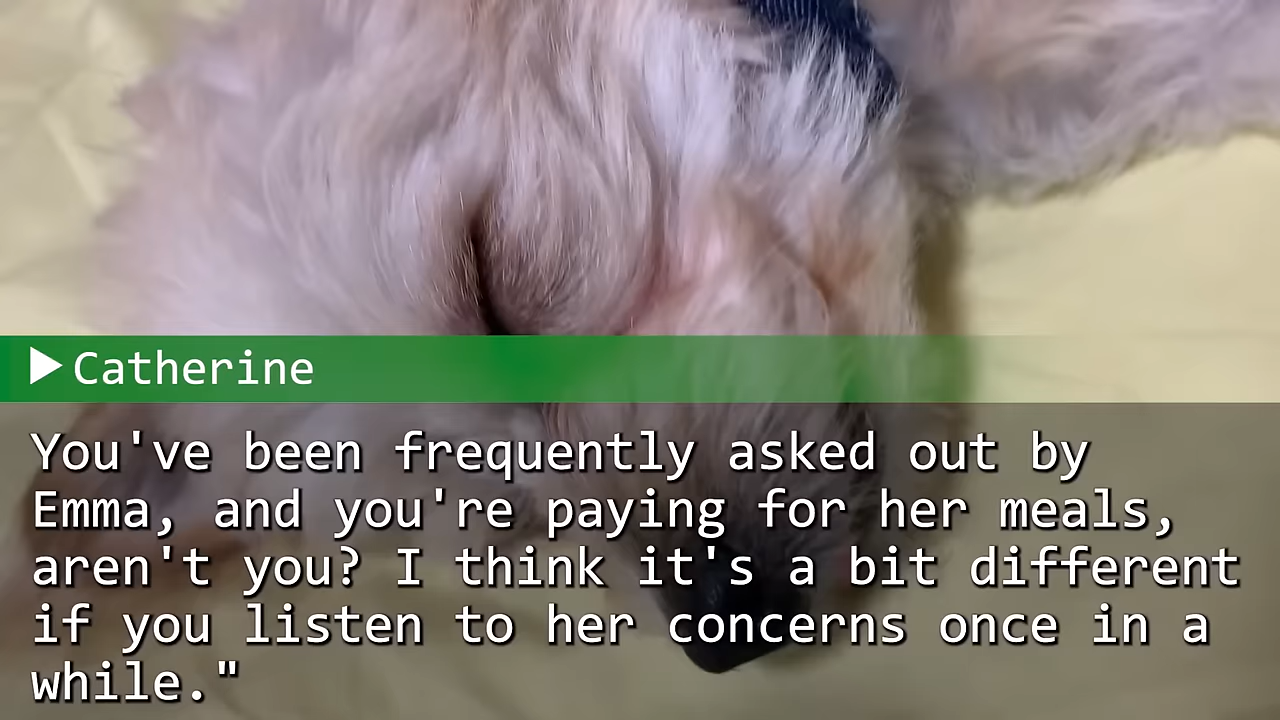 Catherine
You've been frequently asked out by
Emma, and you're paying for her meals,
aren't you? I think it's a bit different
if you listen to her concerns once in a
while."